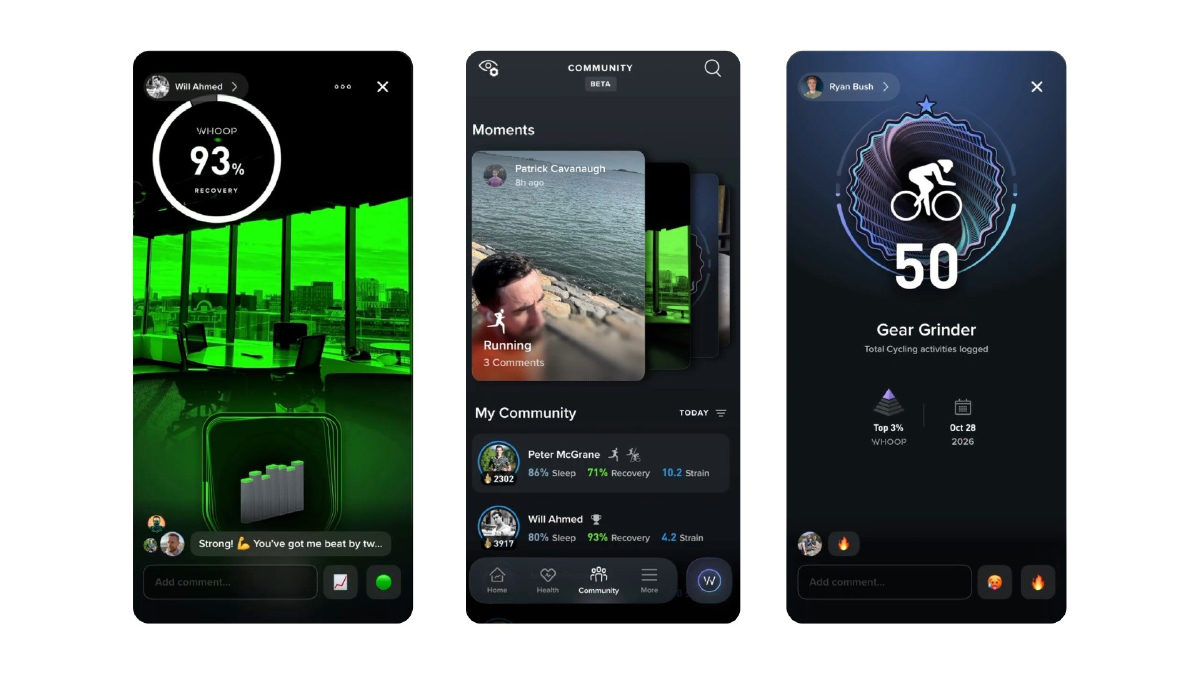 Will Ahmed
WHOOP
93%
RECOVERY
Strong! 💪 You've got me beat by tw...
Add comment...
COMMUNITY
BETA
Moments
Patrick Cavanaugh
8h ago
Running
3 Comments
My Community
TODAY
Peter McGrane
2302
86% Sleep 71% Recovery 10.2 Strain
Will Ahmed
3917
80% Sleep 93% Recovery 4.2 Strain
Home
Health
Community
More
W
Ryan Bush
50
Gear Grinder
Total Cycling activities logged
Top 3%
WHOOP
Oct 28
2026
Add comment...